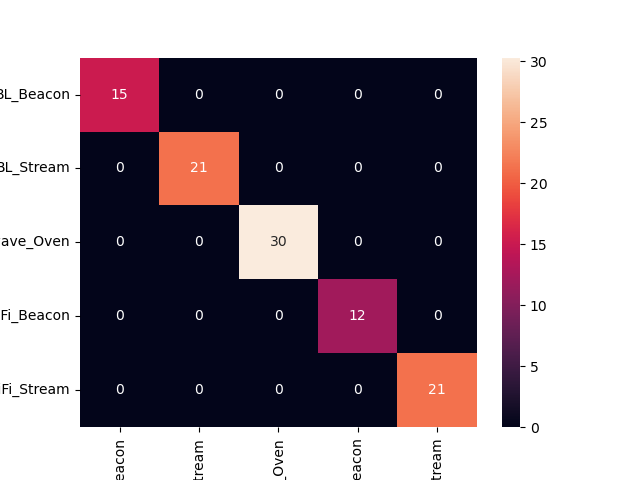 BL_Beacon 15 0 0 0 0
BL_Stream 0 21 0 0 0
ave_Oven 0 0 30 0 0
Fi_Beacon 0 0 0 12 0
Fi_Stream 0 0 0 0 21
eacon
tream
_Oven
eacon
tream
30
25
20
15
10
5
0